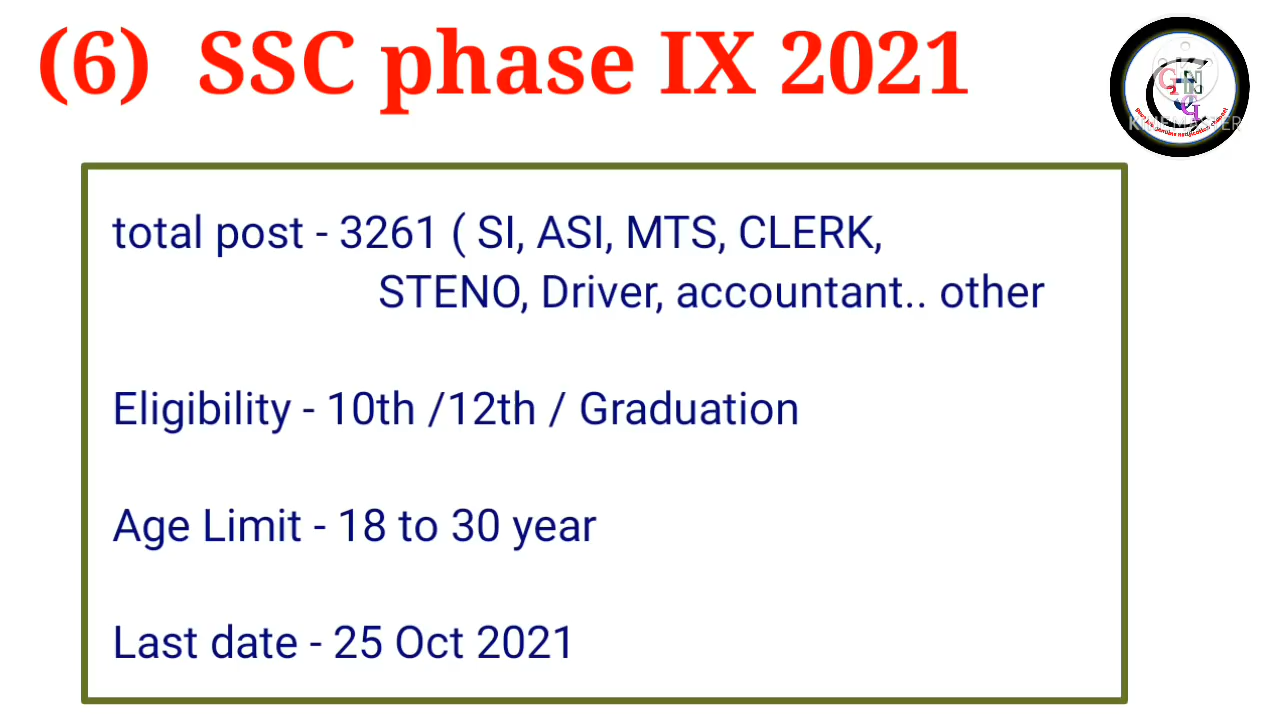 (6) SSC phase IX 2021
total post - 3261 ( SI, ASI, MTS, CLERK,
STENO, Driver, accountant.. other
Eligibility - 10th /12th / Graduation
Age Limit - 18 to 30 year
Last date - 25 Oct 2021
KINEMASTER